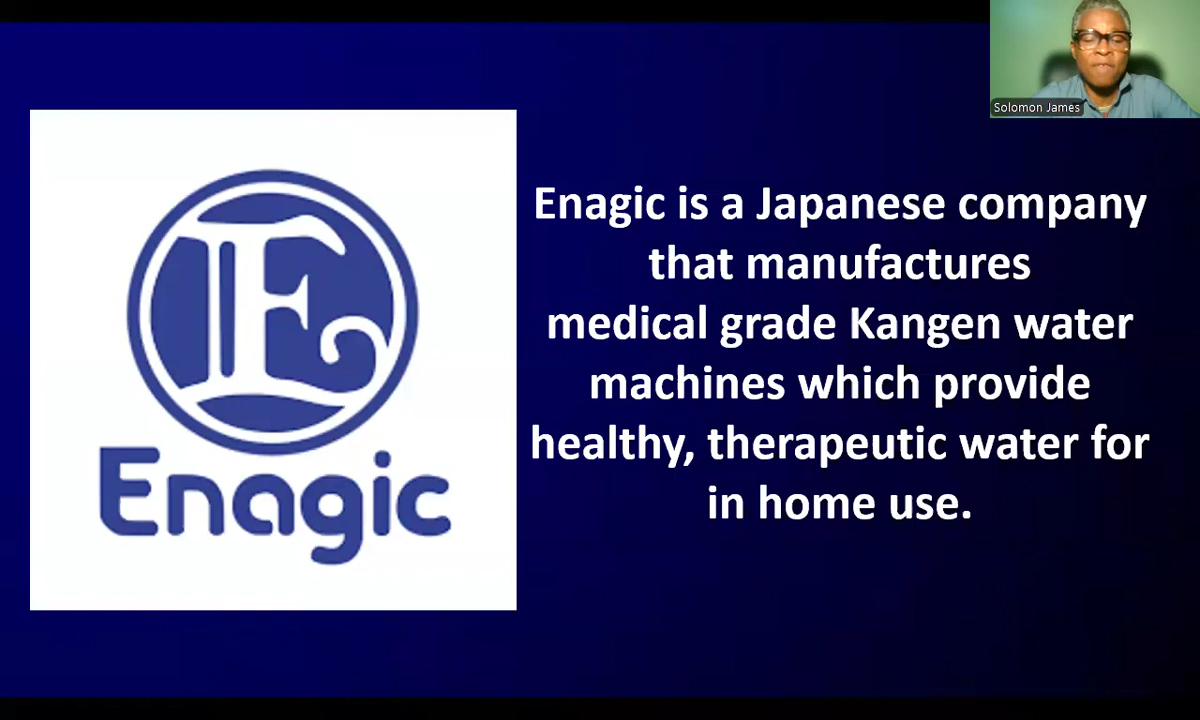 Solomon James
E
Enagic
Enagic is a Japanese company
that manufactures
medical grade Kangen water
machines which provide
healthy, therapeutic water for
in home use.